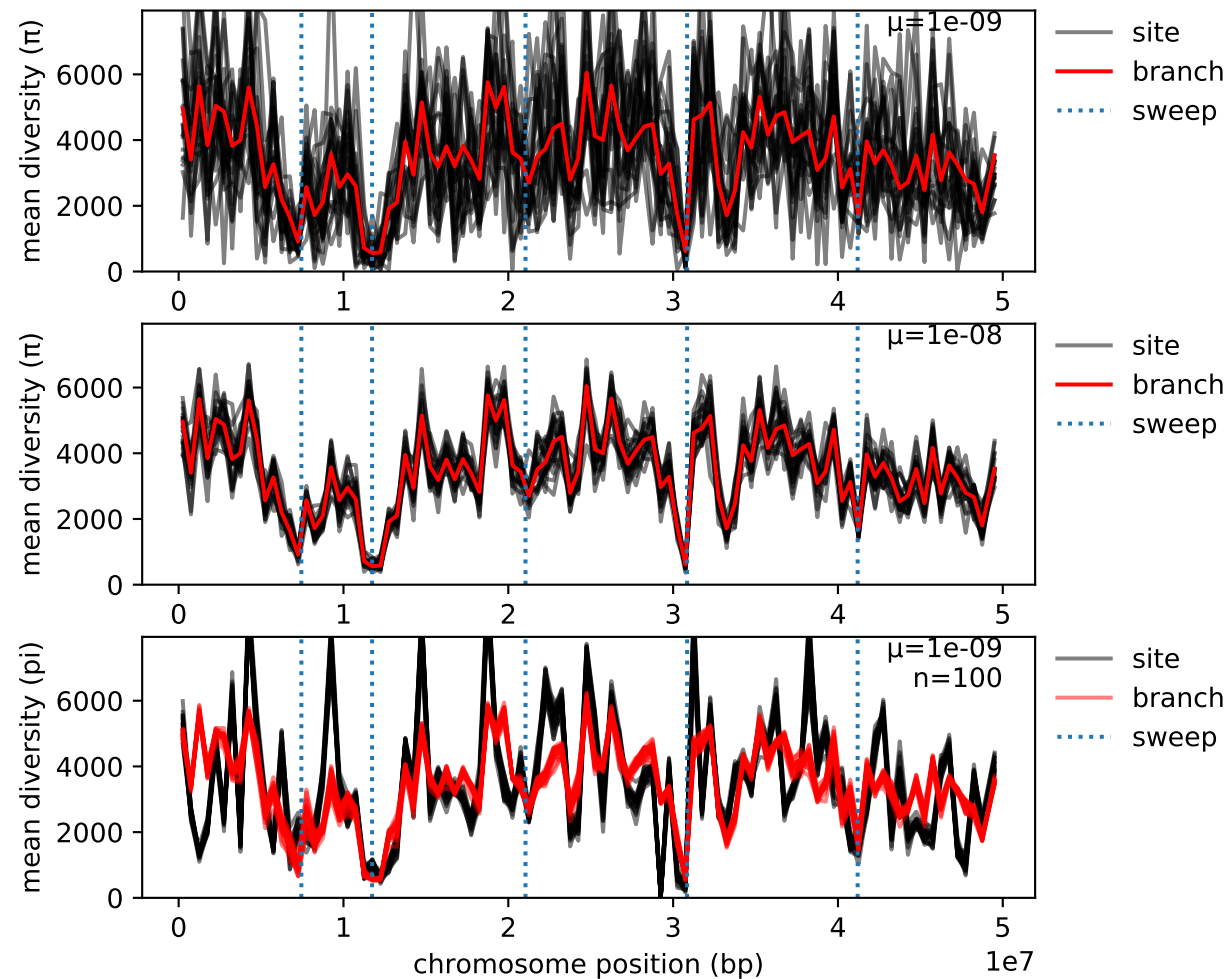 mean diversity (π)
6000
4000
2000
0
μ=1e-09
site
branch
sweep
0 1 2 3 4 5
mean diversity (π)
6000
4000
2000
0
μ=1e-08
site
branch
sweep
0 1 2 3 4 5
mean diversity (pi)
6000
4000
2000
0
μ=1e-09
n=100
site
branch
sweep
0 1 2 3 4 5
1e7
chromosome position (bp)